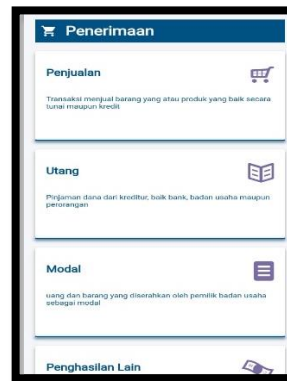 Penerimaan
Penjualan
Transaksi menjual barang yang atau produk yang baik secara
tunai maupun kredit
Utang
Pinjaman dana dari kreditur, baik bank, badan usaha maupun
perorangan
Modal
uang dan barang yang diserahkan oleh pemilik badan usaha
sebagai modal
Penghasilan Lain